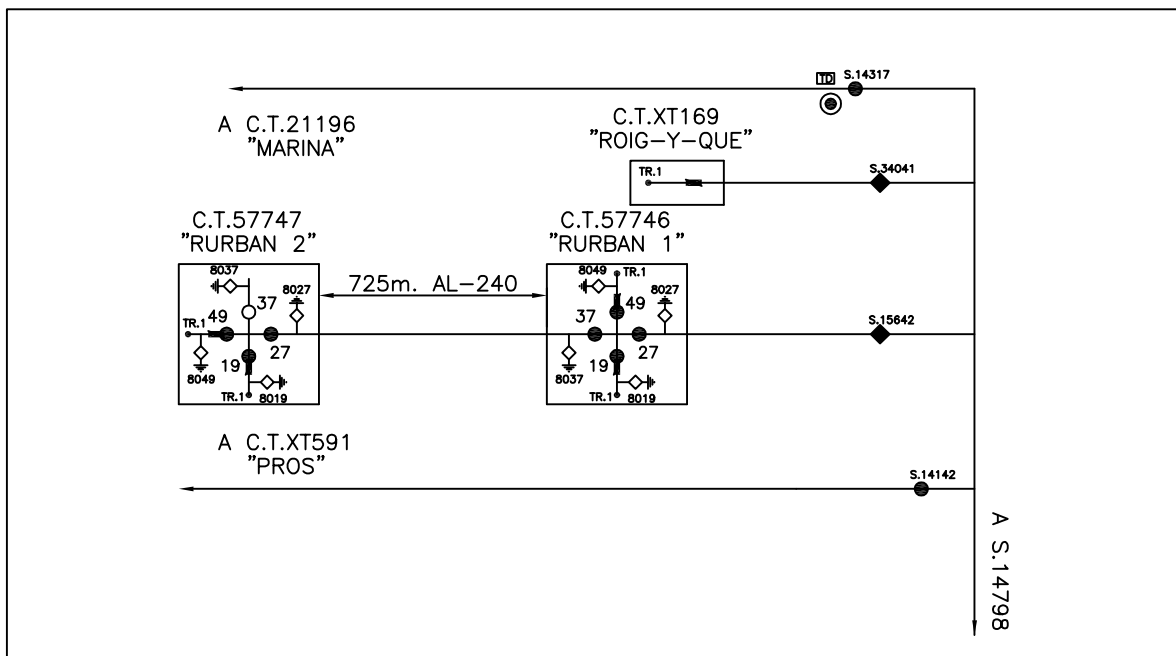 TD
S.14317
A C.T.21196
"MARINA"
C.T.XT169
"ROIG-Y-QUE"
TR.1
S.34041
C.T.57747
"RURBAN 2"
8037
37
8027
49
TR.1
27
19
8049
8019
TR.1
725m. AL-240
C.T.57746
"RURBAN 1"
8049
TR.1
49
8027
37
27
19
8037
8019
TR.1
S.15642
A C.T.XT591
"PROS"
S.14142
A S.14798